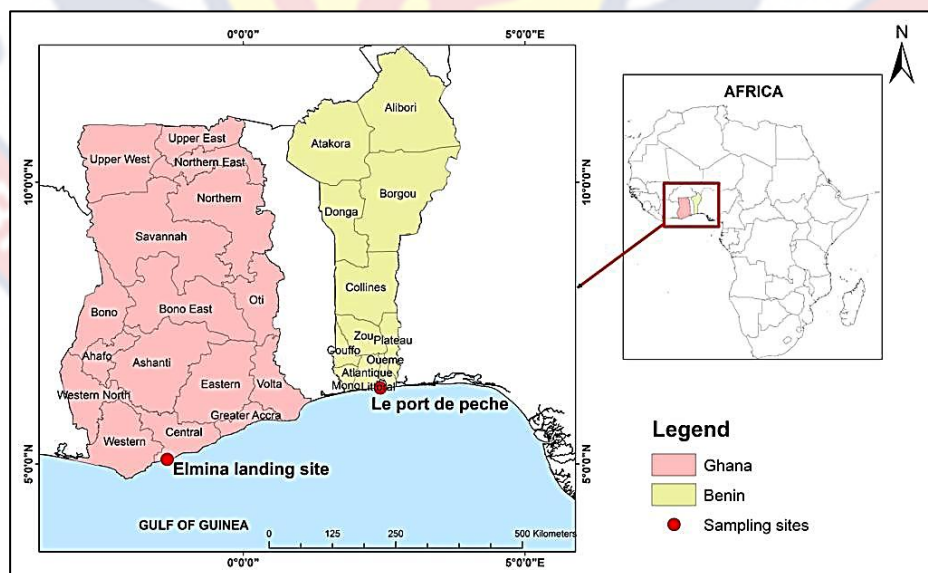 0°0'0"
5°0'0"E
N
AFRICA
Alibori
Upper East
Atakora
Upper West
Northern East
10°0'0"N
10°0'0"N
Northern
Borgou
Donga
Savannah
Collines
Oti
Bono
Bono East
Zou
Plateau
Couffo
Ahafo
Oueme
Ashanti
Atlantique
Eastern
Volta
Mono
Littoral
Western North
Le port de peche
Greater Accra
Central
Western
Legend
5°0'0"N
5°0'0"N
Elmina landing site
Ghana
Benin
GULF OF GUINEA
0
125
250
500 Kilometers
Sampling sites
0°0'0"
5°0'0"E